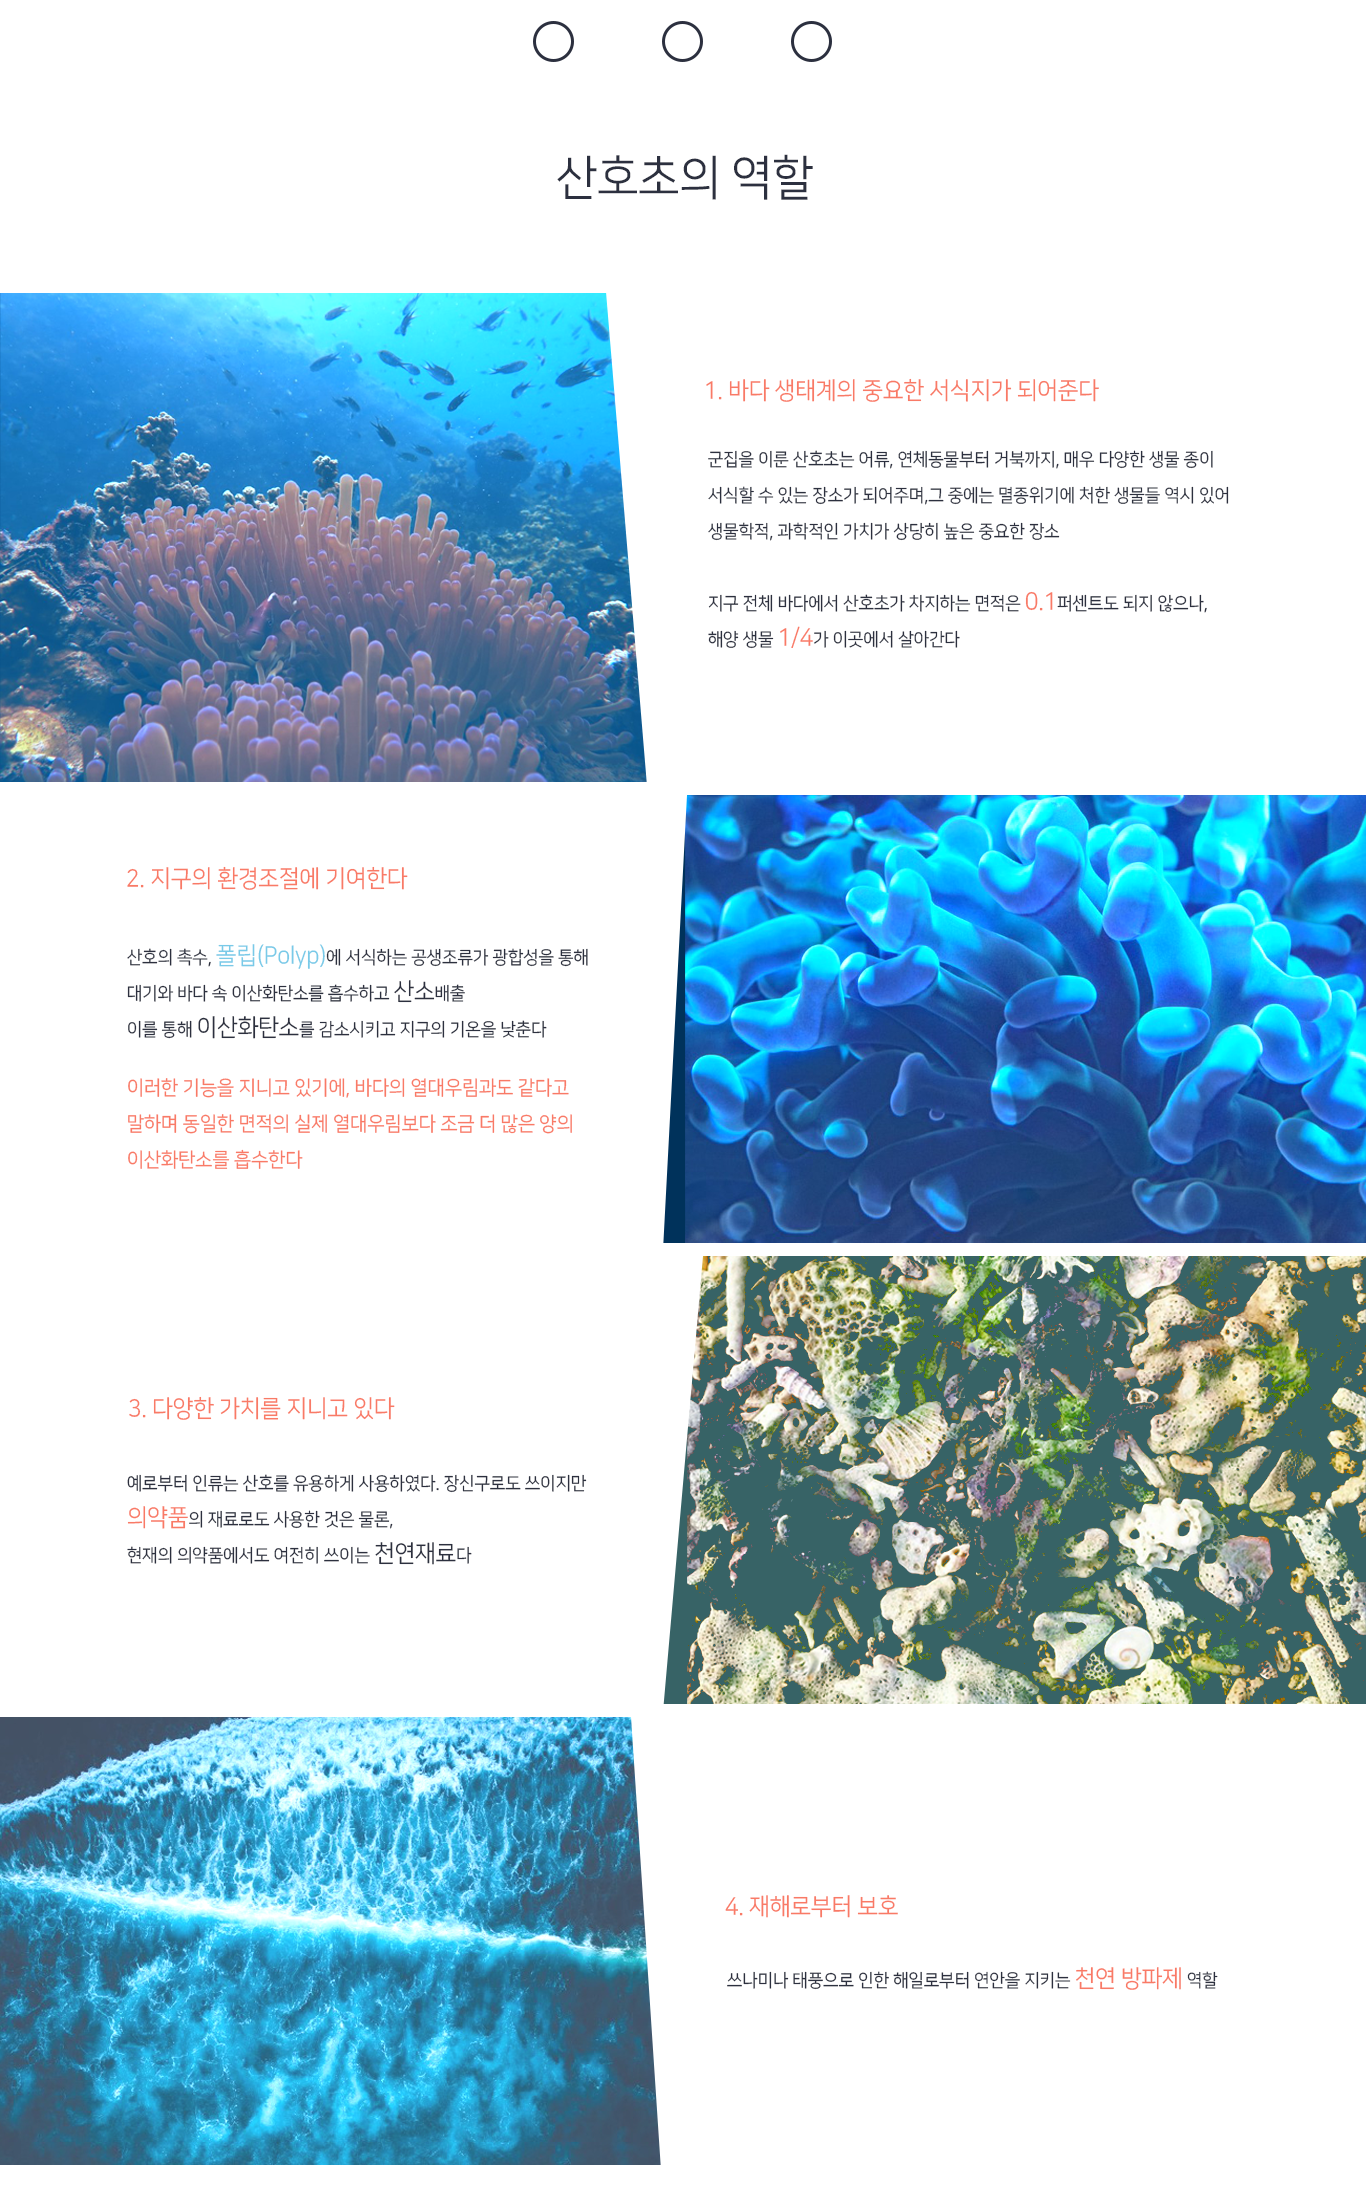 산호초의 역할
1. 바다 생태계의 중요한 서식지가 되어준다
군집을 이룬 산호초는 어류, 연체동물부터 거북까지, 매우 다양한 생물 종이
서식할 수 있는 장소가 되어주며,그 중에는 멸종위기에 처한 생물들 역시 있어
생물학적, 과학적인 가치가 상당히 높은 중요한 장소
지구 전체 바다에서 산호초가 차지하는 면적은 0.1퍼센트도 되지 않으나,
해양 생물 1/4가 이곳에서 살아간다
2. 지구의 환경조절에 기여한다
산호의 촉수, 폴립(Polyp)에 서식하는 공생조류가 광합성을 통해
대기와 바다 속 이산화탄소를 흡수하고 산소배출
이를 통해 이산화탄소를 감소시키고 지구의 기온을 낮춘다
이러한 기능을 지니고 있기에, 바다의 열대우림과도 같다고
말하며 동일한 면적의 실제 열대우림보다 조금 더 많은 양의
이산화탄소를 흡수한다
3. 다양한 가치를 지니고 있다
예로부터 인류는 산호를 유용하게 사용하였다. 장신구로도 쓰이지만
의약품의 재료로도 사용한 것은 물론,
현재의 의약품에서도 여전히 쓰이는 천연재료다
4. 재해로부터 보호
쓰나미나 태풍으로 인한 해일로부터 연안을 지키는 천연 방파제 역할